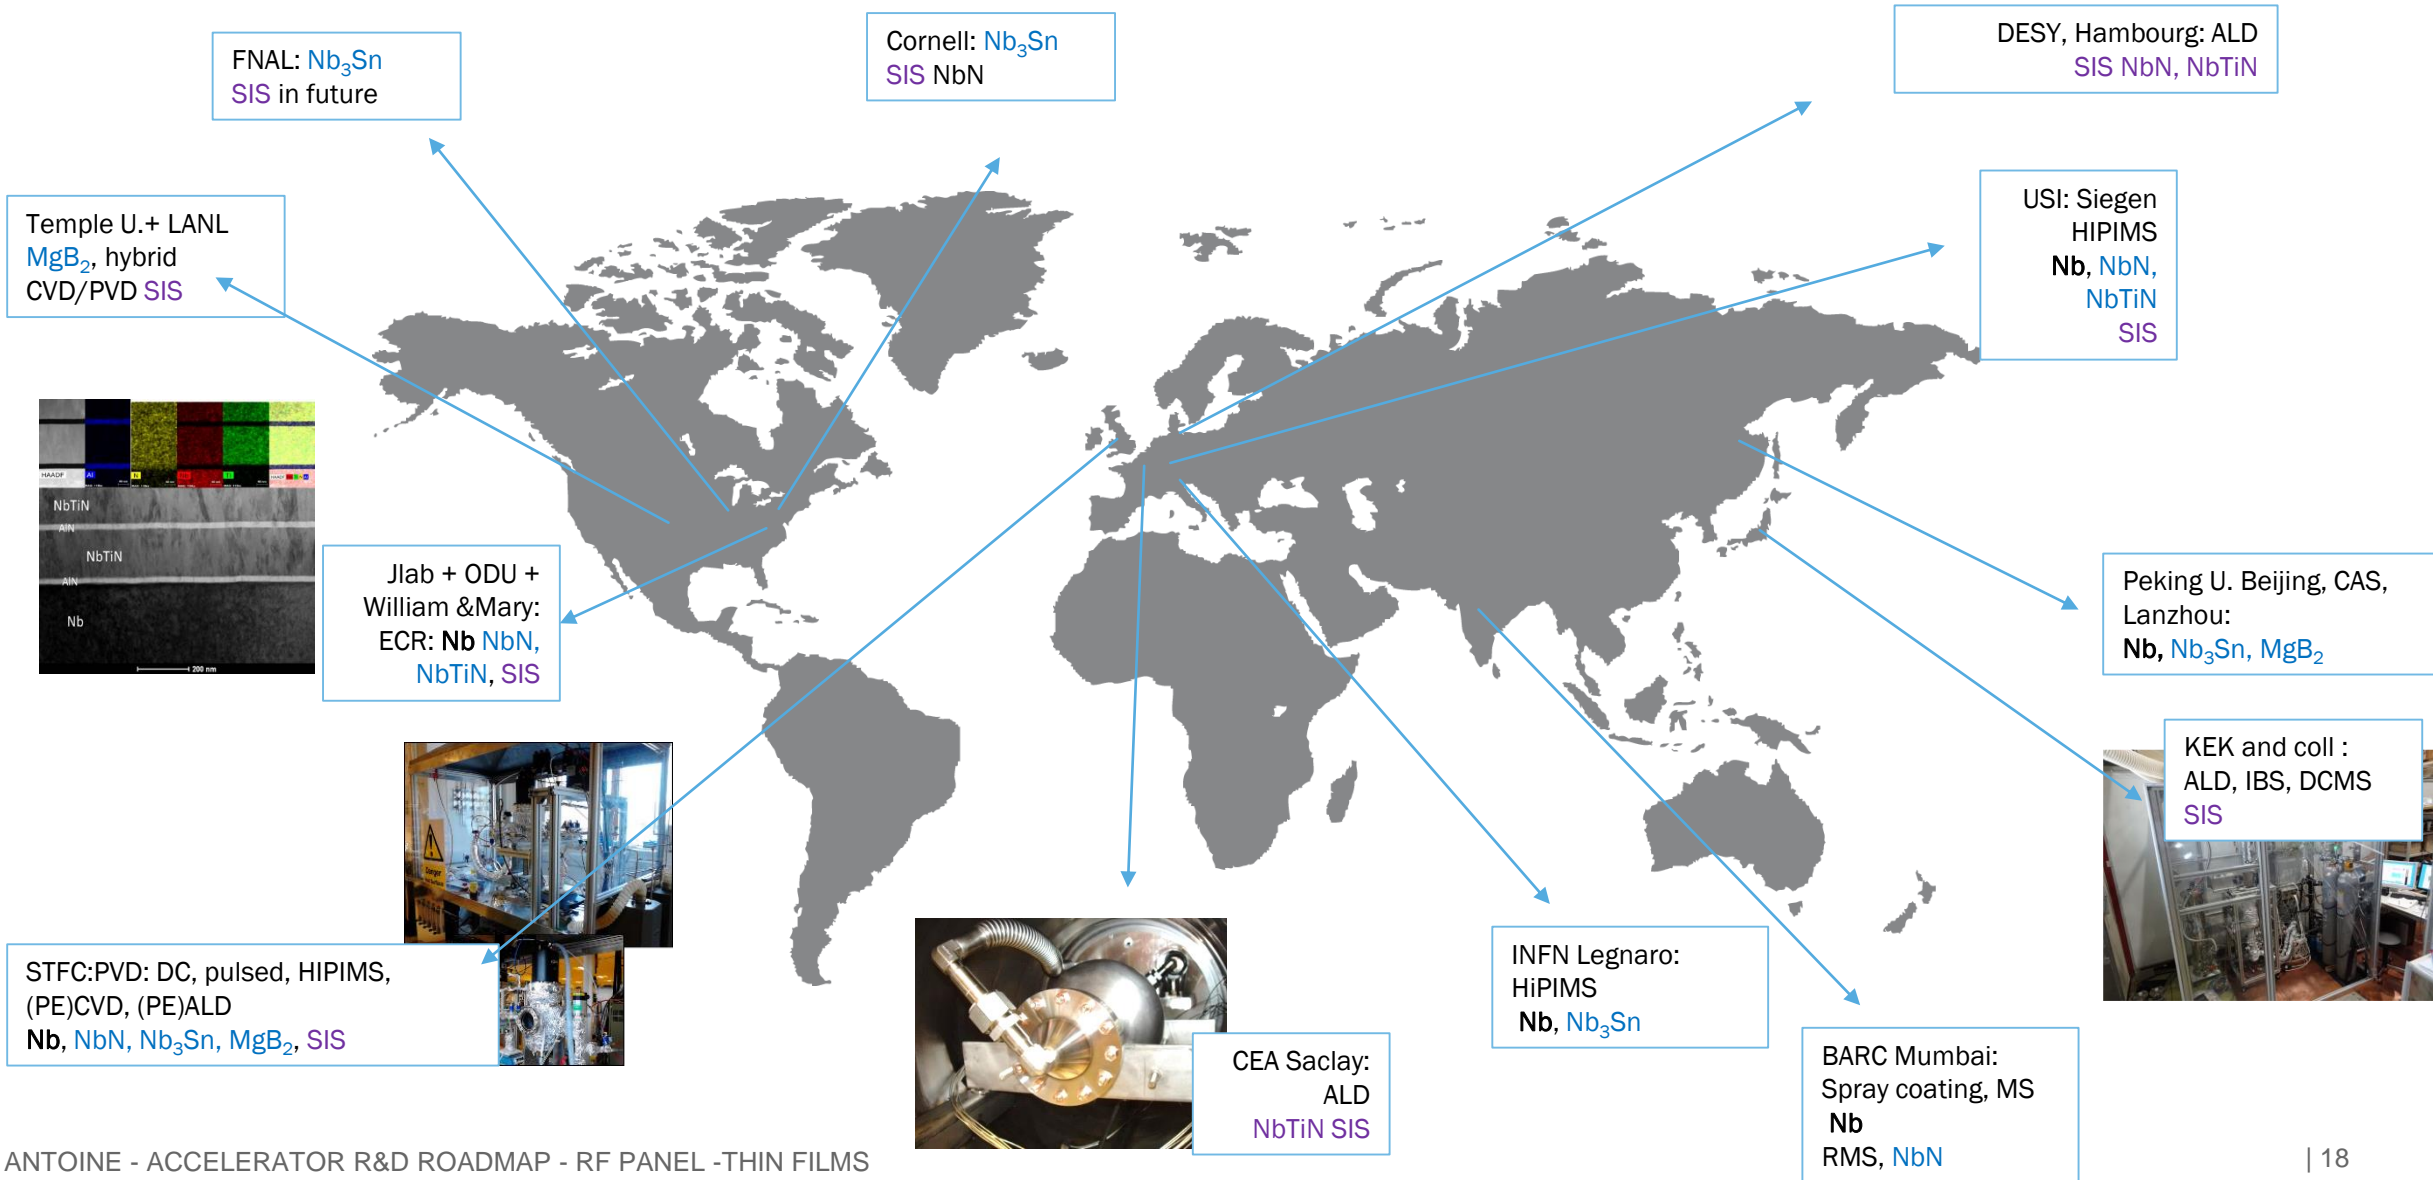 FNAL: Nb₃Sn
SIS in future
Cornell: Nb₃Sn
SIS NbN
DESY, Hambourg: ALD
SIS NbN, NbTiN
Temple U.+ LANL
MgB₂, hybrid
CVD/PVD SIS
USI: Siegen
HIPIMS
Nb, NbN,
NbTiN
SIS
HAADF
Al
N
NbTiN
AlN
NbTiN
AlN
Nb
200 nm
Jlab + ODU +
William &Mary:
ECR: Nb NbN,
NbTiN, SIS
Peking U. Beijing, CAS,
Lanzhou:
Nb, Nb₃Sn, MgB₂
KEK and coll :
ALD, IBS, DCMS
SIS
Danger
STFC:PVD: DC, pulsed, HIPIMS,
(PE)CVD, (PE)ALD
Nb, NbN, Nb₃Sn, MgB₂, SIS
INFN Legnaro:
HiPIMS
Nb, Nb₃Sn
CEA Saclay:
ALD
NbTiN SIS
BARC Mumbai:
Spray coating, MS
Nb
RMS, NbN
ANTOINE - ACCELERATOR R&D ROADMAP - RF PANEL -THIN FILMS
| 18